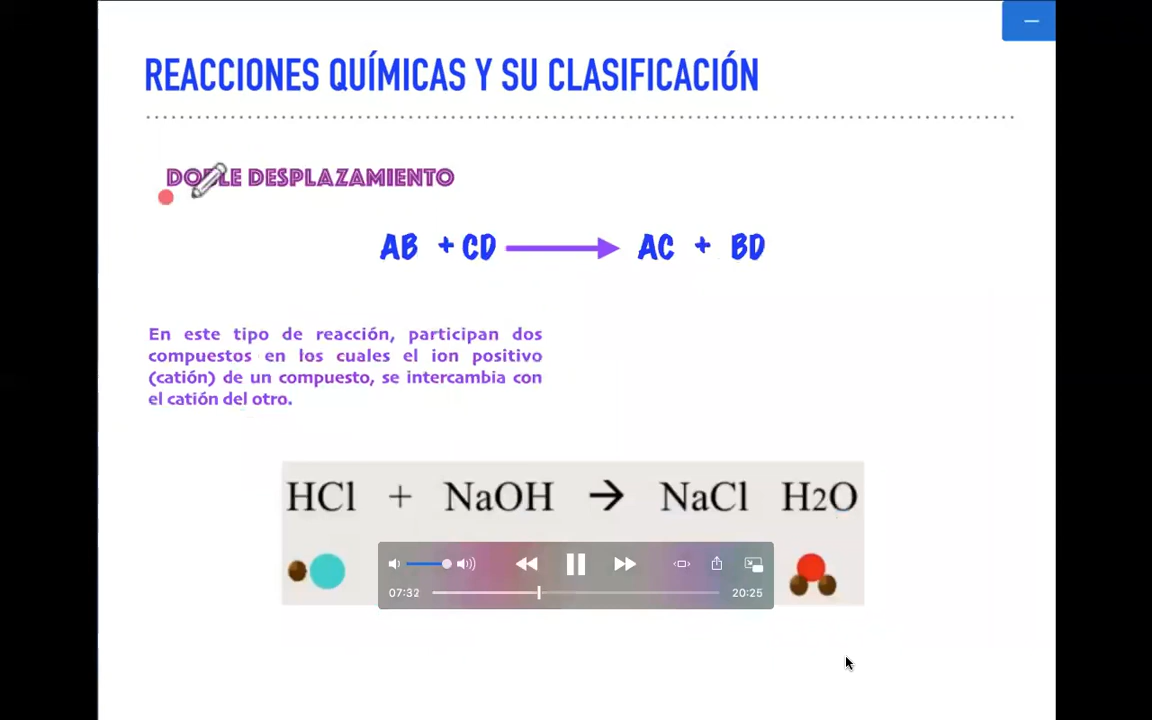 REACCIONES QUÍMICAS Y SU CLASIFICACIÓN
DOBLE DESPLAZAMIENTO
AB + CD → AC + BD
En este tipo de reacción, participan dos
compuestos en los cuales el ion positivo
(catión) de un compuesto, se intercambia con
el catión del otro.
HCl + NaOH → NaCl H2O
07:32 20:25